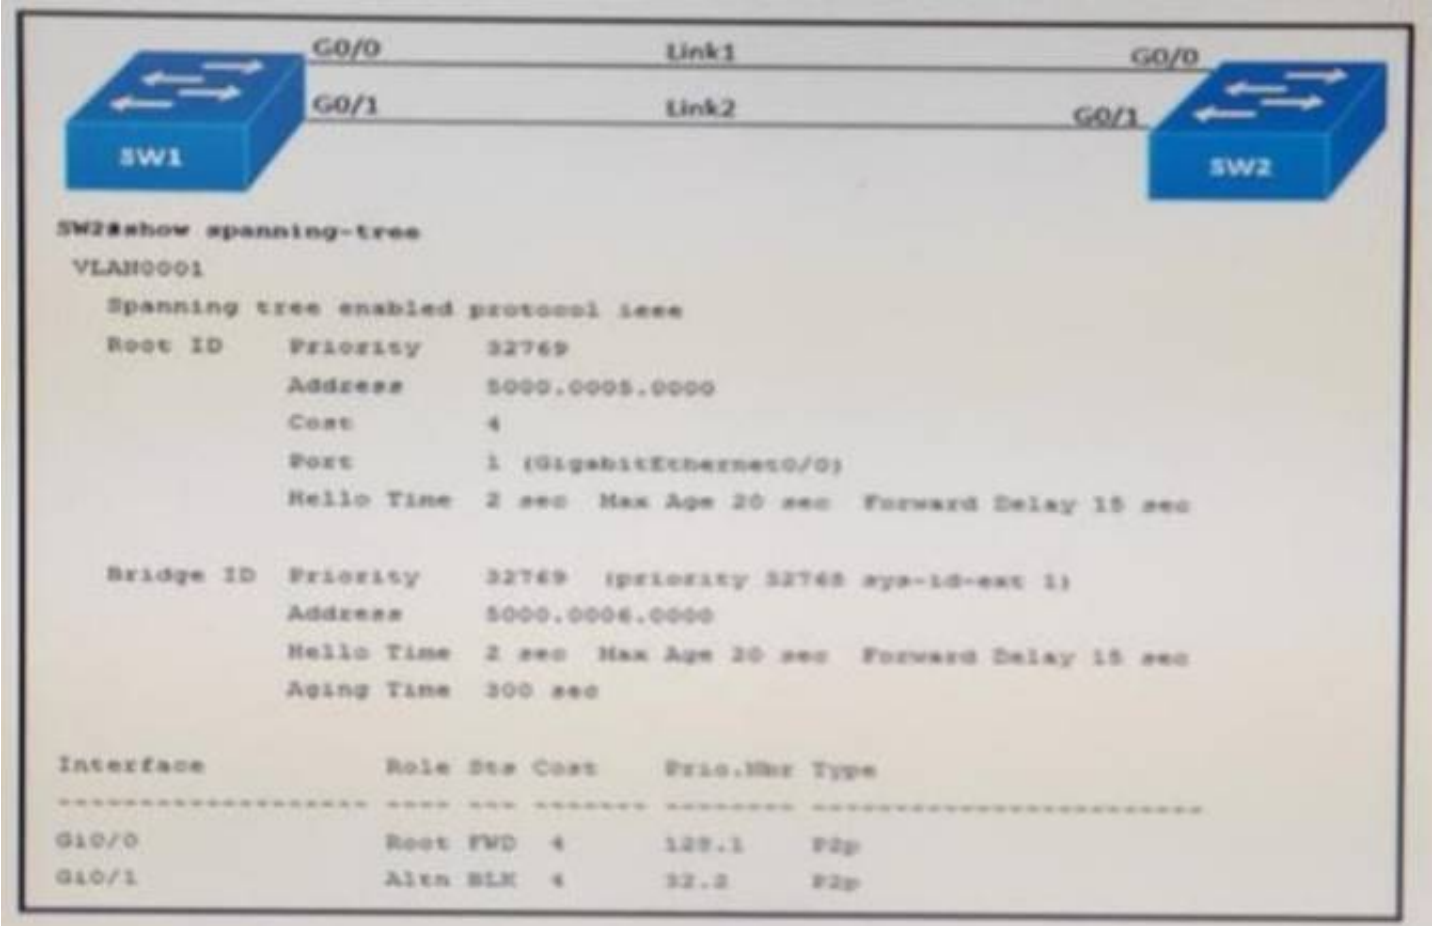 G0/0 Link1 G0/0
G0/1 Link2 G0/1
SW1 SW2
SW2#show spanning-tree
VLAN0001
Spanning tree enabled protocol ieee
Root ID Priority 32769
Address 5000.0005.0000
Cost 4
Port 1 (GigabitEthernet0/0)
Hello Time 2 sec Max Age 20 sec Forward Delay 15 sec
Bridge ID Priority 32769 (priority 32768 sys-id-ext 1)
Address 5000.0006.0000
Hello Time 2 sec Max Age 20 sec Forward Delay 15 sec
Aging Time 300 sec
Interface Role Sts Cost Prio.Nbr Type
------------------- ---- --- ------- -------- ------------------------
Gi0/0 Root FWD 4 128.1 P2p
Gi0/1 Altn BLK 4 32.2 P2p